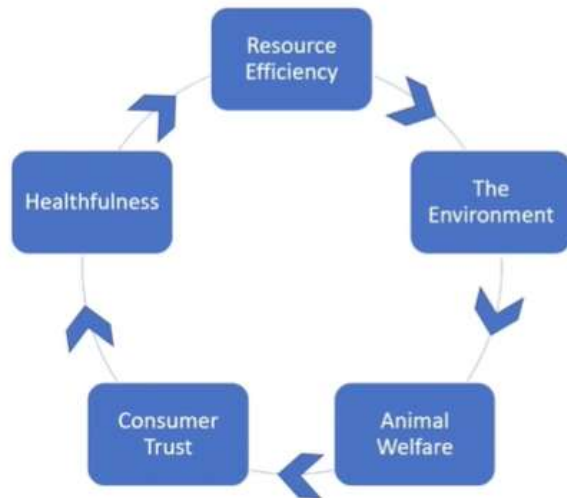 Resource
Efficiency
The
Environment
Animal
Welfare
Consumer
Trust
Healthfulness